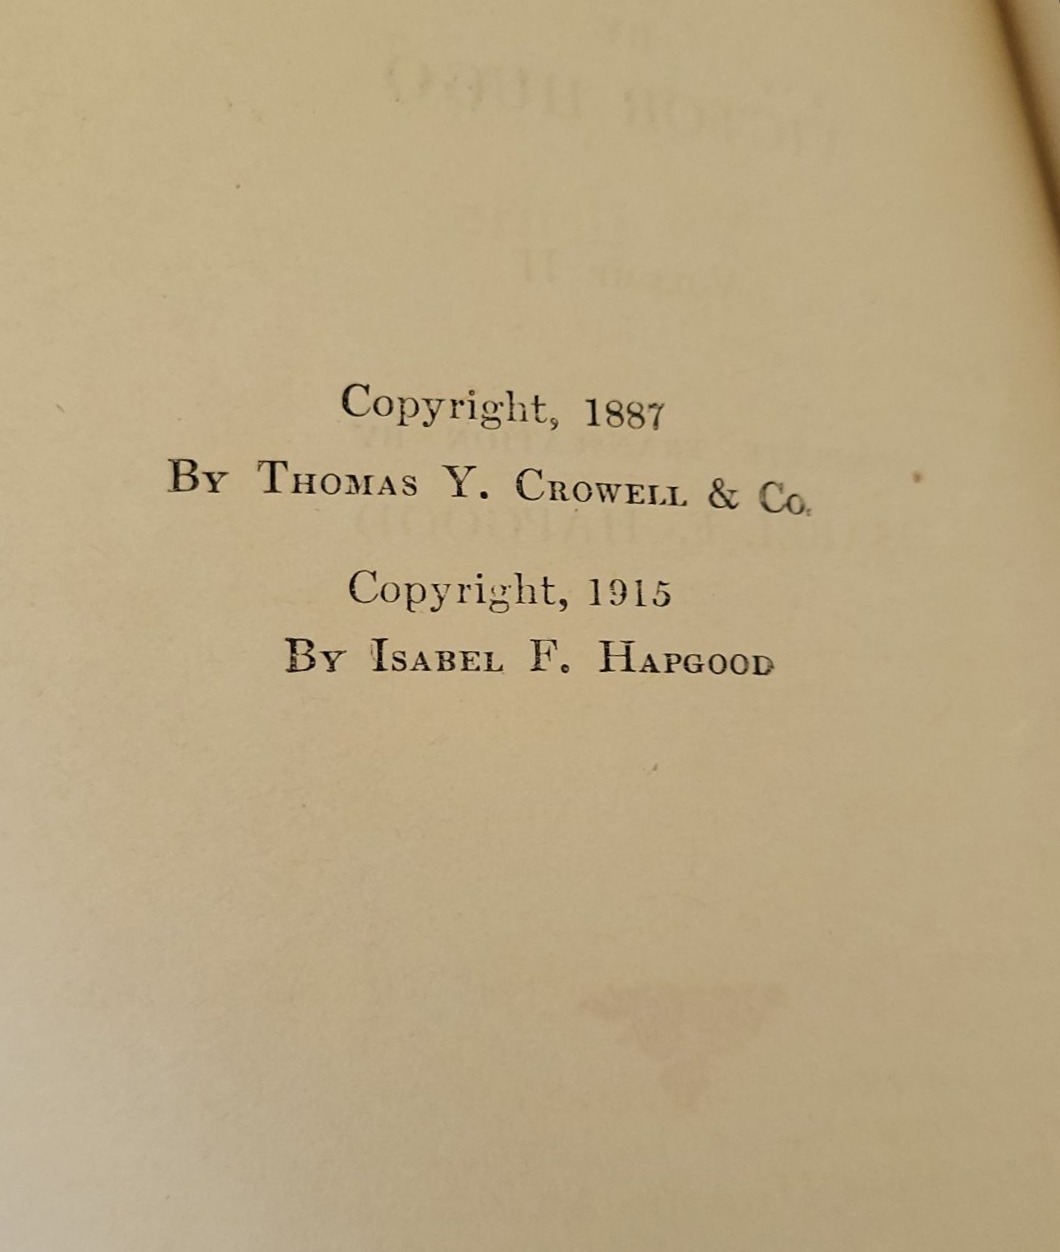 Copyright, 1887
By Thomas Y. Crowell & Co.
Copyright, 1915
By Isabel F. Hapgood